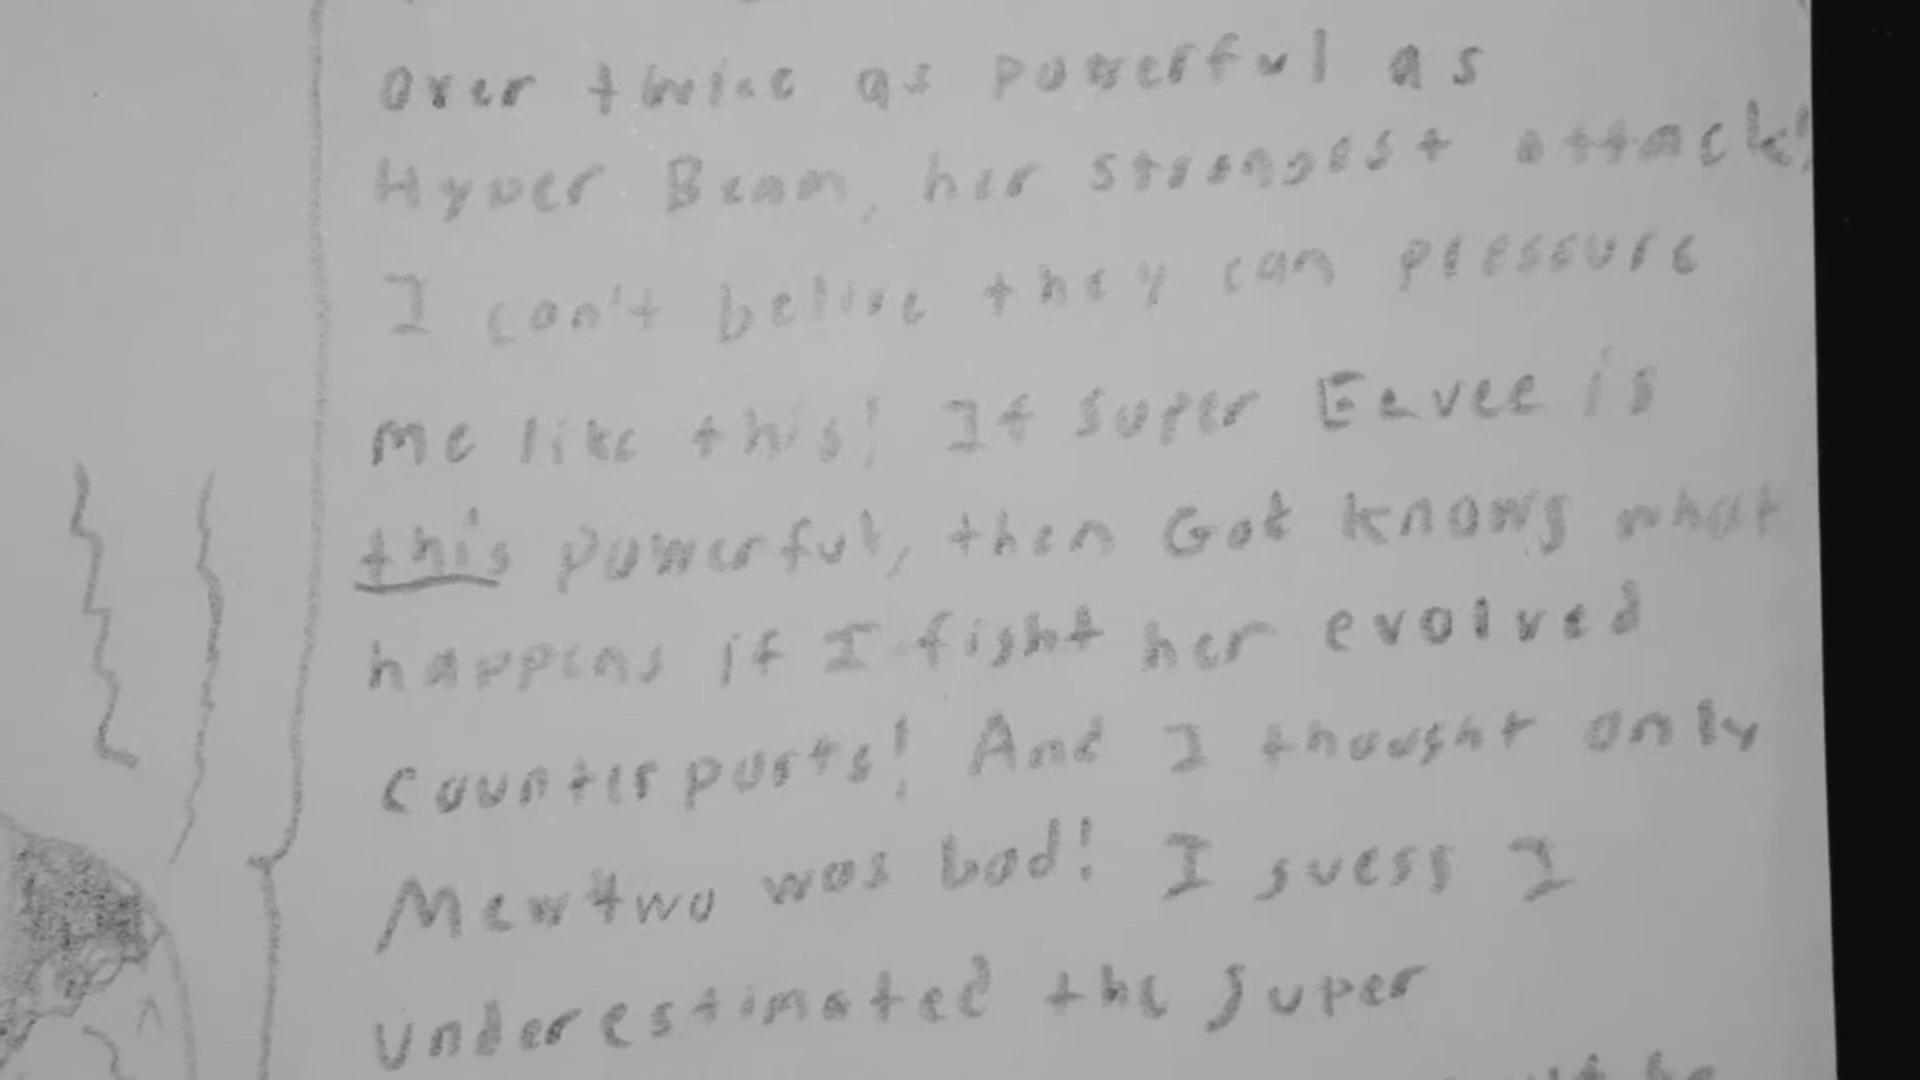 over twice as powerful as
Hyper Beam, her strongest attack!
I can't belive they can pressure
me like this! If Super Eevee is
this powerful, then God knows what
happens if I fight her evolved
counterparts! And I thought only
Mewtwo was bad! I guess I
underestimated the Super